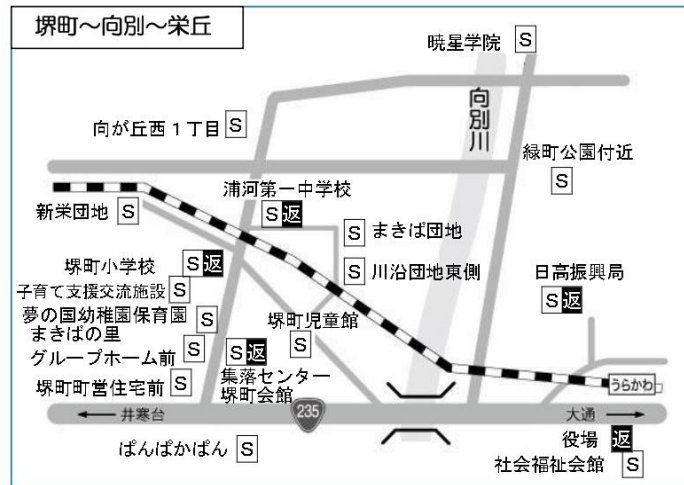 堺町～向別～栄丘
暁星学院 S
向別川
向が丘西１丁目 S
緑町公園付近
S
浦河第一中学校
S 返
新栄団地 S
S まきば団地
堺町小学校 S 返
S 川沿団地東側
日高振興局
S 返
子育て支援交流施設 S
夢の国幼稚園保育園 S
まきばの里
グループホーム前 S
堺町児童館
S
S 返
集落センター
堺町会館
堺町町営住宅前 S
うらかわ
← 井寒台
235
大通 →
ぱんぱかぱん S
役場 返
社会福祉会館 S